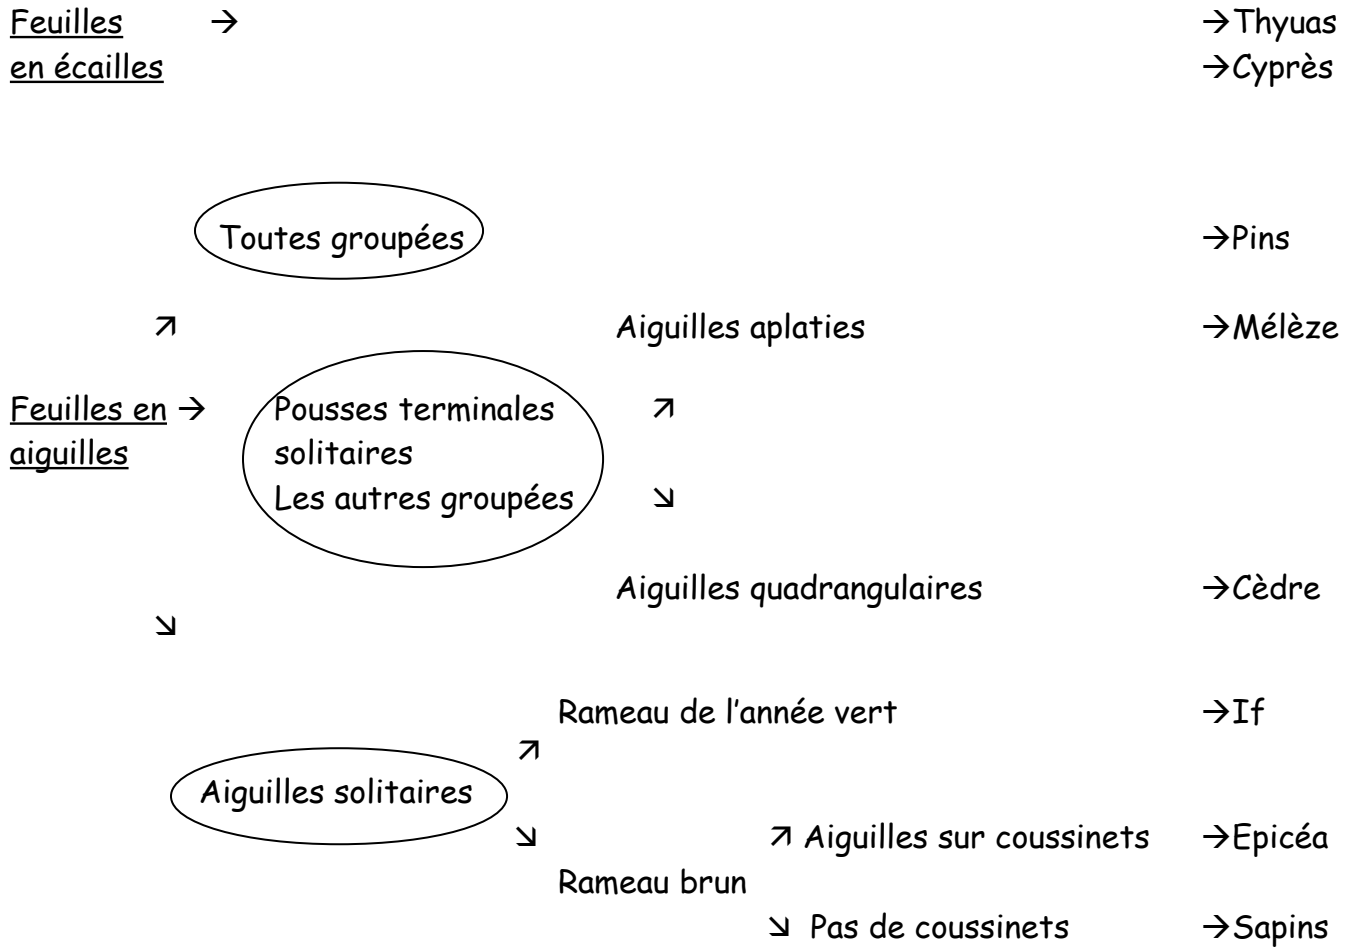 Feuilles → →Thyuas
en écailles →Cyprès
Toutes groupées →Pins
↗ Aiguilles aplaties →Mélèze
Feuilles en → Pousses terminales ↗
aiguilles solitaires
Les autres groupées ↘
Aiguilles quadrangulaires →Cèdre
↘
Rameau de l'année vert →If
↗
Aiguilles solitaires
↘ ↗ Aiguilles sur coussinets →Epicéa
Rameau brun
↘ Pas de coussinets →Sapins